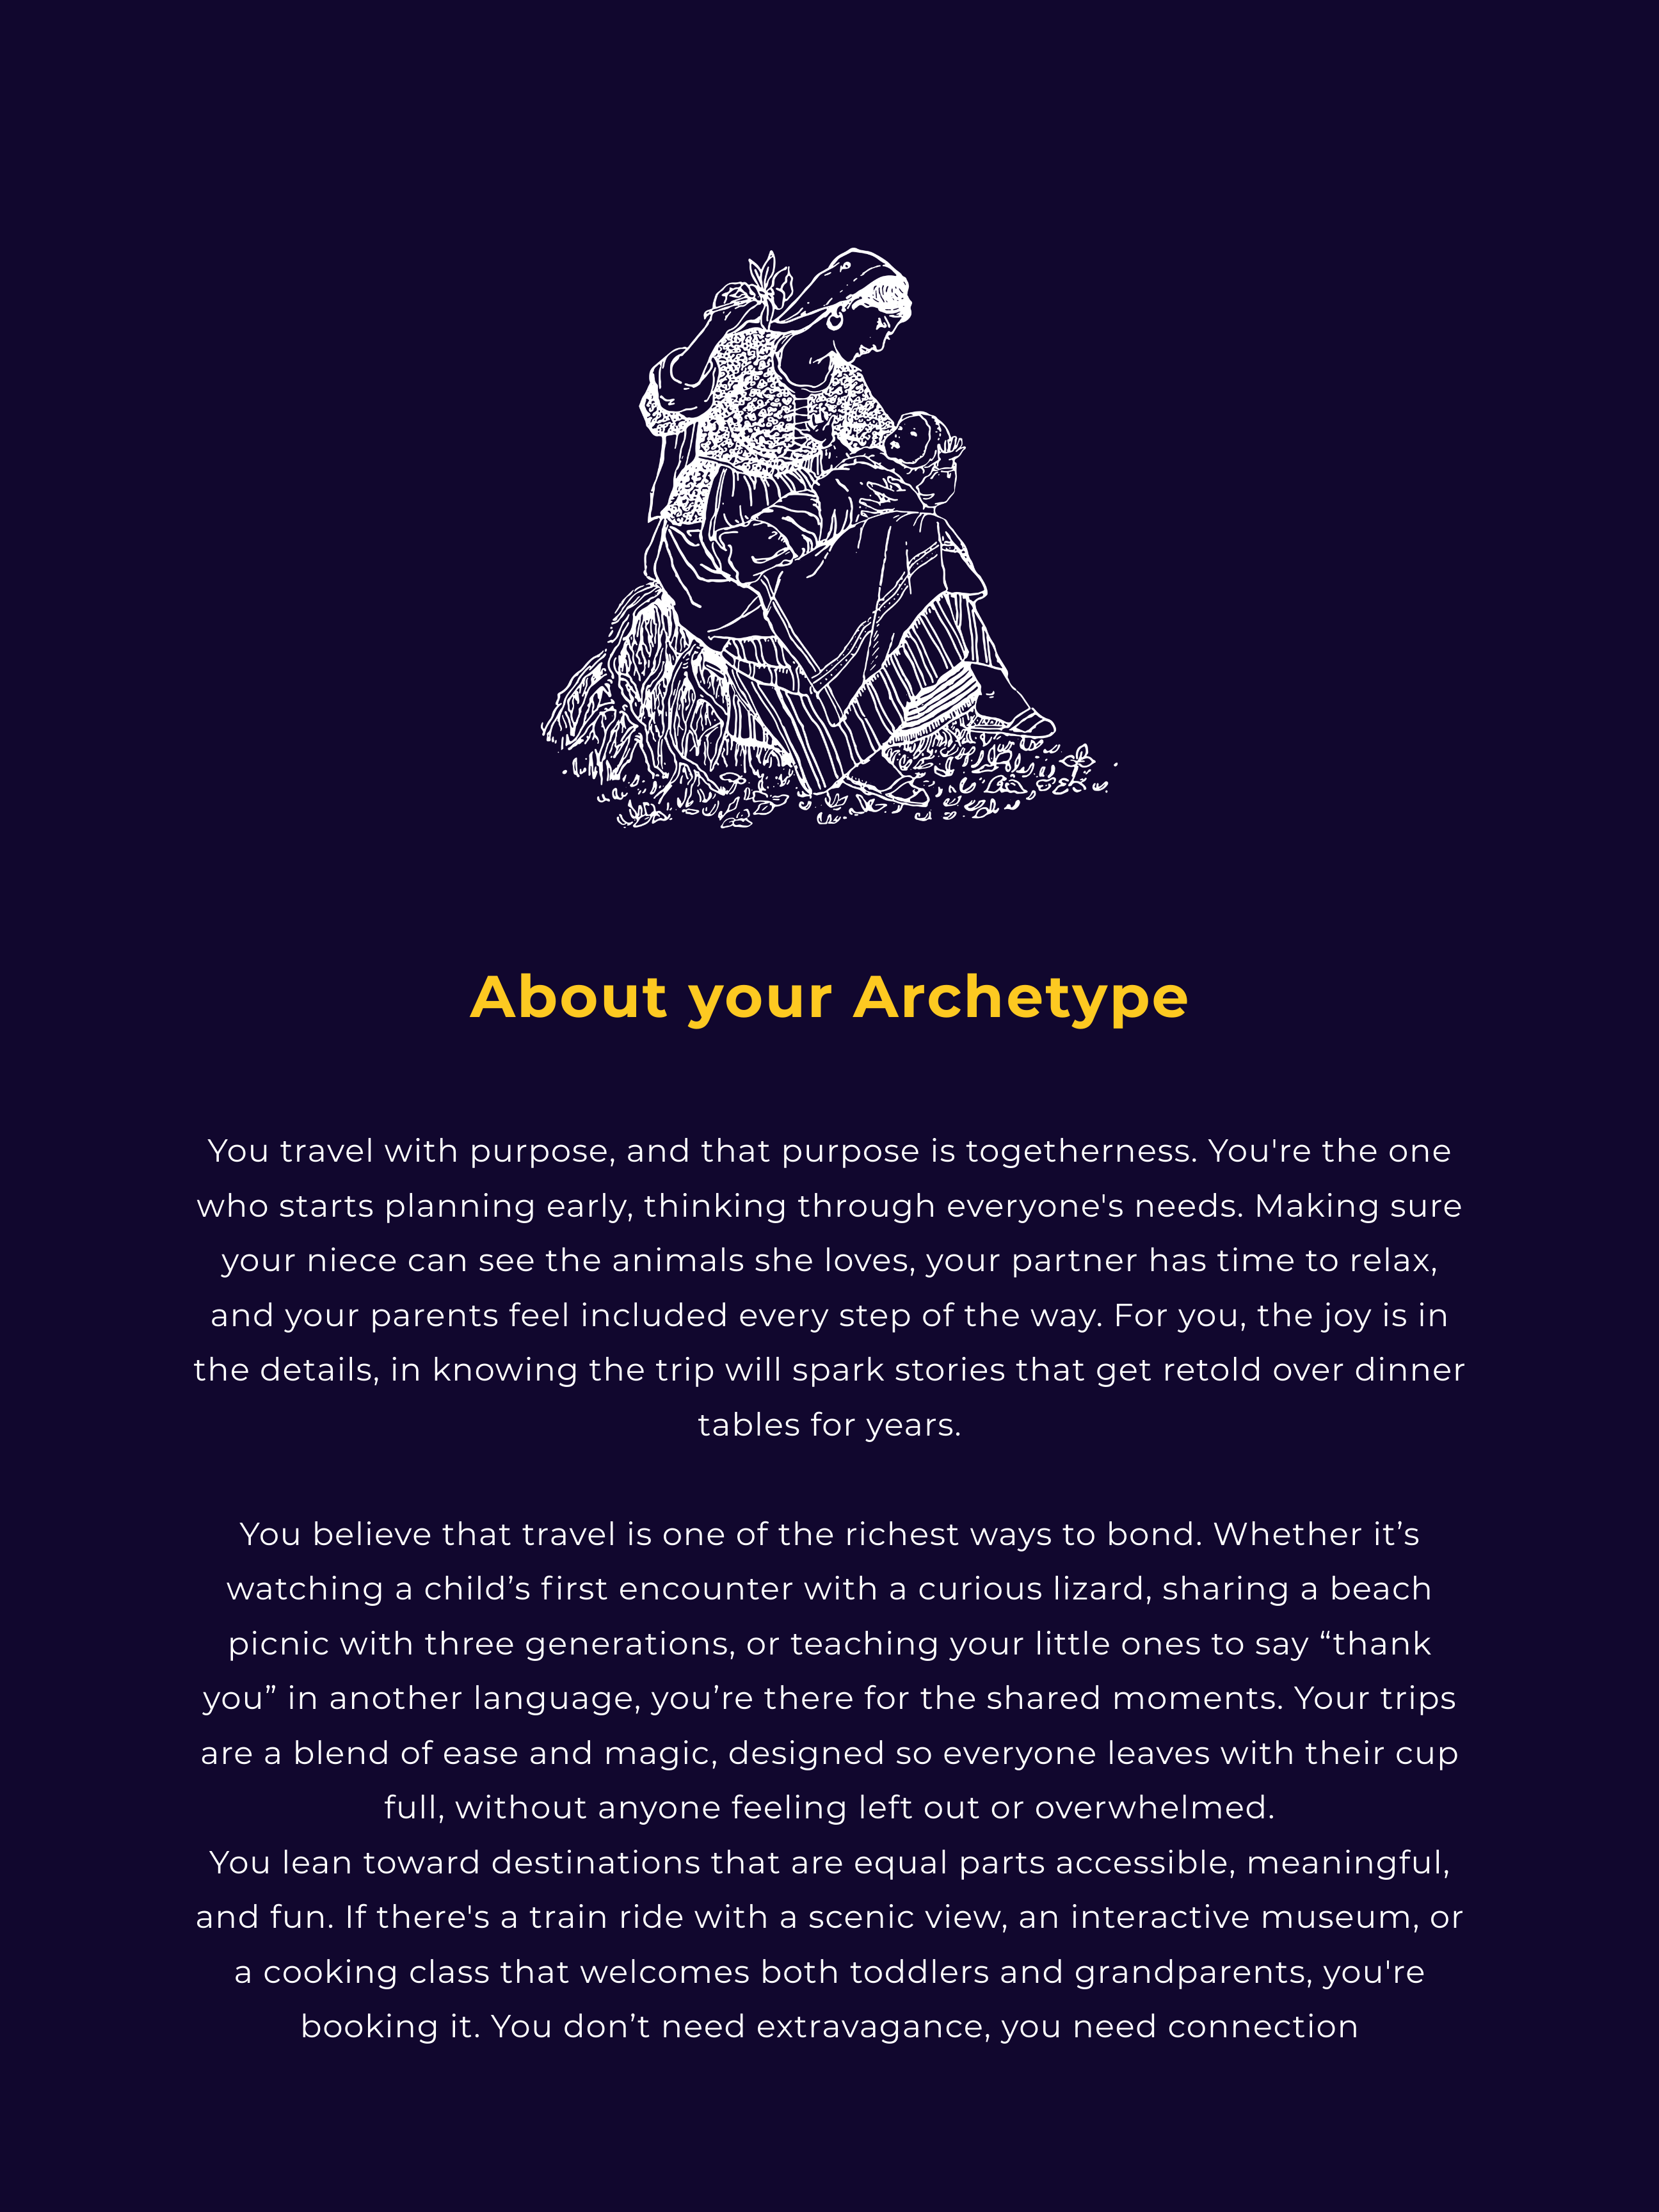 About your Archetype
You travel with purpose, and that purpose is togetherness. You're the one
who starts planning early, thinking through everyone's needs. Making sure
your niece can see the animals she loves, your partner has time to relax,
and your parents feel included every step of the way. For you, the joy is in
the details, in knowing the trip will spark stories that get retold over dinner
tables for years.
You believe that travel is one of the richest ways to bond. Whether it’s
watching a child’s first encounter with a curious lizard, sharing a beach
picnic with three generations, or teaching your little ones to say “thank
you” in another language, you’re there for the shared moments. Your trips
are a blend of ease and magic, designed so everyone leaves with their cup
full, without anyone feeling left out or overwhelmed.
You lean toward destinations that are equal parts accessible, meaningful,
and fun. If there's a train ride with a scenic view, an interactive museum, or
a cooking class that welcomes both toddlers and grandparents, you're
booking it. You don’t need extravagance, you need connection